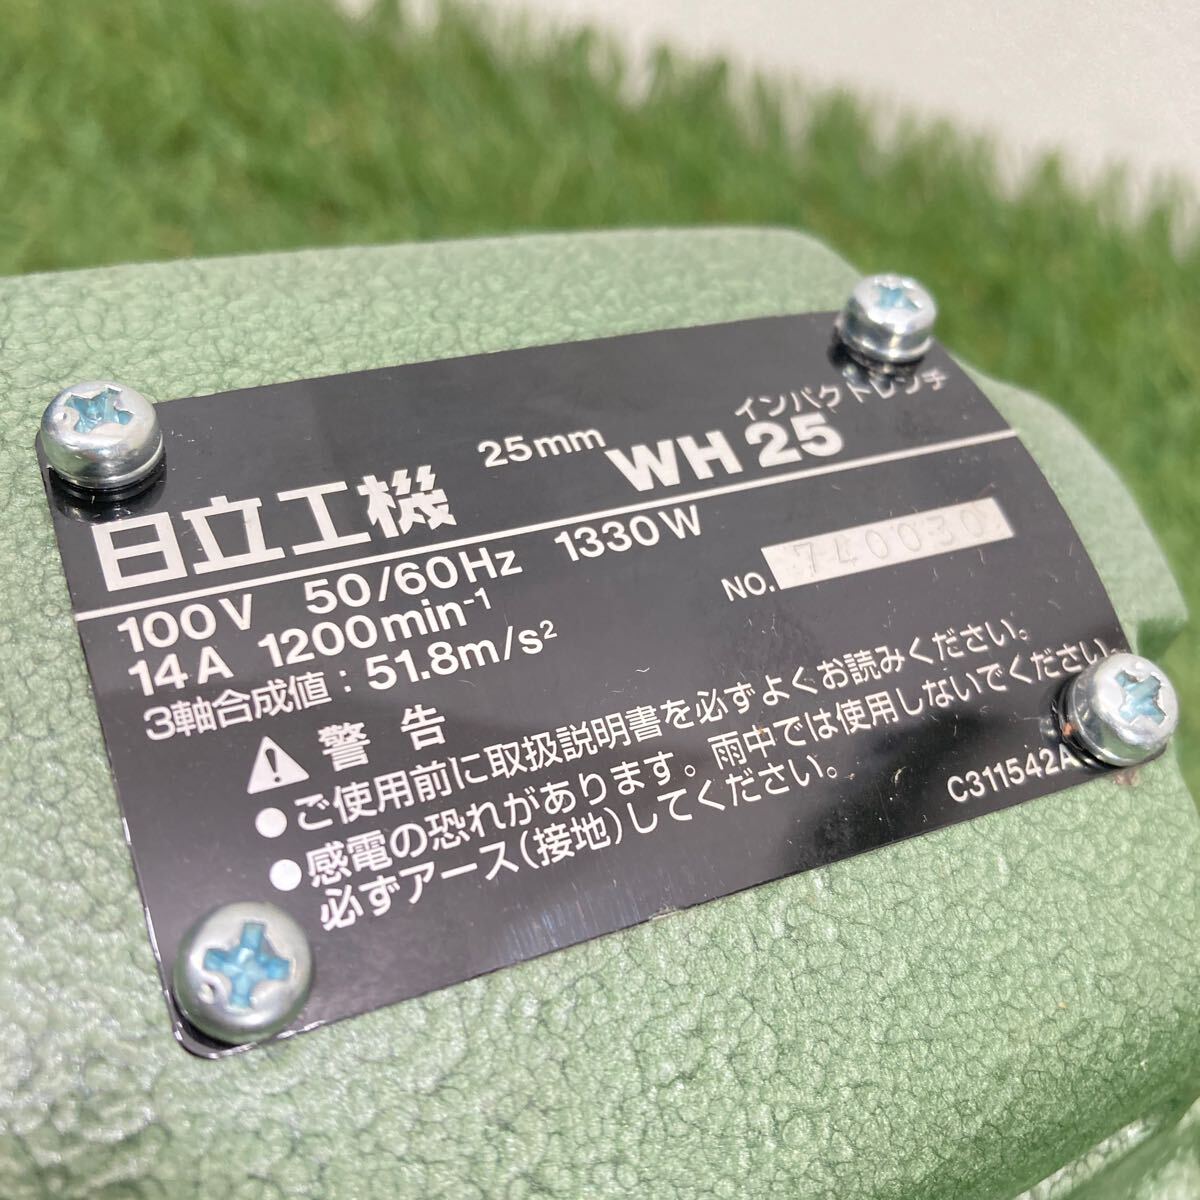 インパクトレンチ
日立工機 25mm WH 25
100V 50/60Hz 1330W
14A 1200min⁻¹
NO. 740030
3軸合成値：51.8m/s²
⚠ 警告
●ご使用前に取扱説明書を必ずよくお読みください。
●感電の恐れがあります。雨中では使用しないでください。
必ずアース(接地)してください。
C311542A